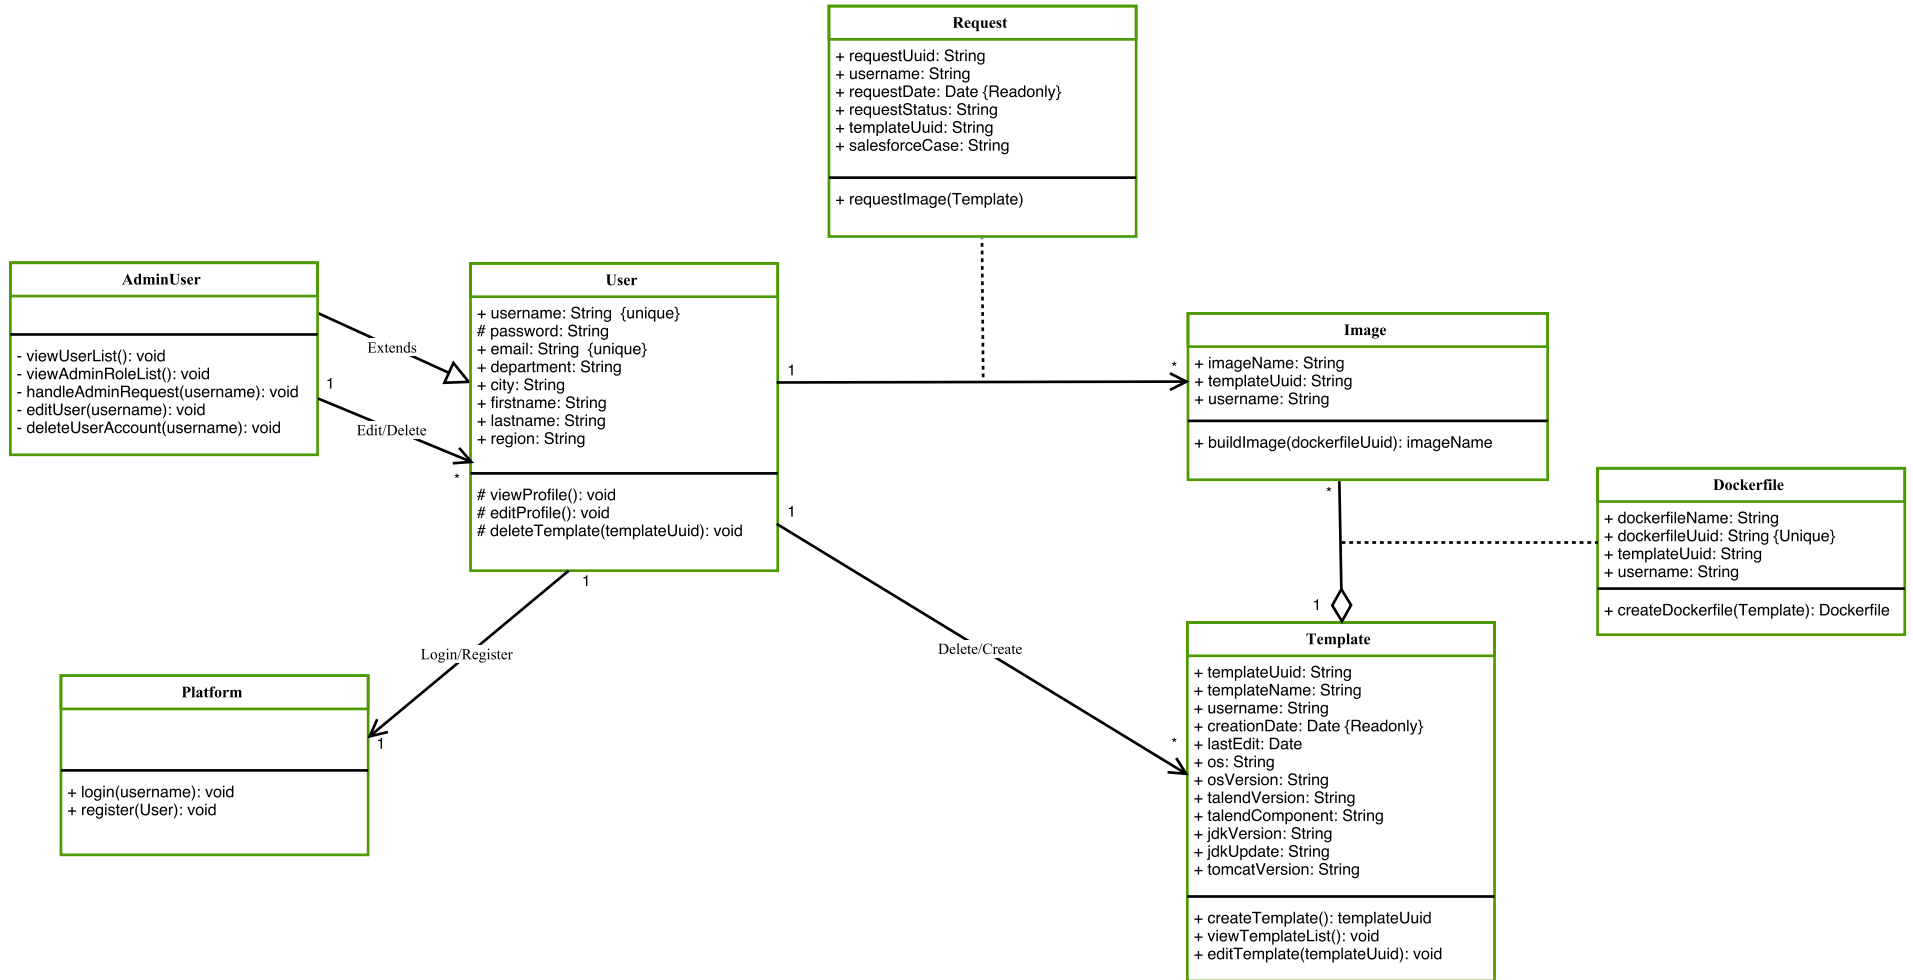 Request
+ requestUuid: String
+ username: String
+ requestDate: Date {Readonly}
+ requestStatus: String
+ templateUuid: String
+ salesforceCase: String
+ requestImage(Template)
AdminUser
- viewUserList(): void
- viewAdminRoleList(): void
- handleAdminRequest(username): void
- editUser(username): void
- deleteUserAccount(username): void
Extends
1
Edit/Delete
*
User
+ username: String {unique}
# password: String
+ email: String {unique}
+ department: String
+ city: String
+ firstname: String
+ lastname: String
+ region: String
# viewProfile(): void
# editProfile(): void
# deleteTemplate(templateUuid): void
1
*
Image
+ imageName: String
+ templateUuid: String
+ username: String
+ buildImage(dockerfileUuid): imageName
*
1
Dockerfile
+ dockerfileName: String
+ dockerfileUuid: String {Unique}
+ templateUuid: String
+ username: String
+ createDockerfile(Template): Dockerfile
1
Login/Register
1
Platform
+ login(username): void
+ register(User): void
1
Delete/Create
*
Template
+ templateUuid: String
+ templateName: String
+ username: String
+ creationDate: Date {Readonly}
+ lastEdit: Date
+ os: String
+ osVersion: String
+ talendVersion: String
+ talendComponent: String
+ jdkVersion: String
+ jdkUpdate: String
+ tomcatVersion: String
+ createTemplate(): templateUuid
+ viewTemplateList(): void
+ editTemplate(templateUuid): void